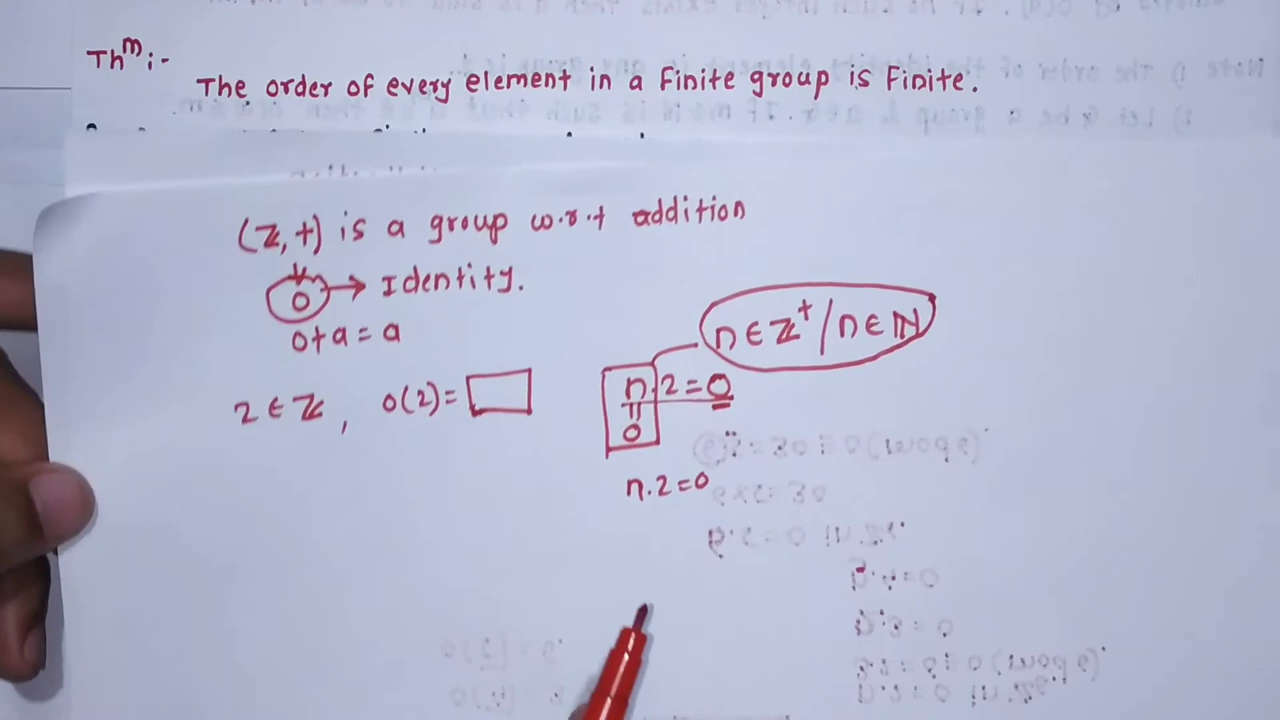 Thm:-
The order of every element in a Finite group is Finite.
(ℤ, +) is a group w.r.t addition
0 → Identity.
0 + a = a
n ∈ ℤ⁺ / n ∈ ℕ
2 ∈ ℤ, O(2) =
n.2 = 0
0
n.2 = 0